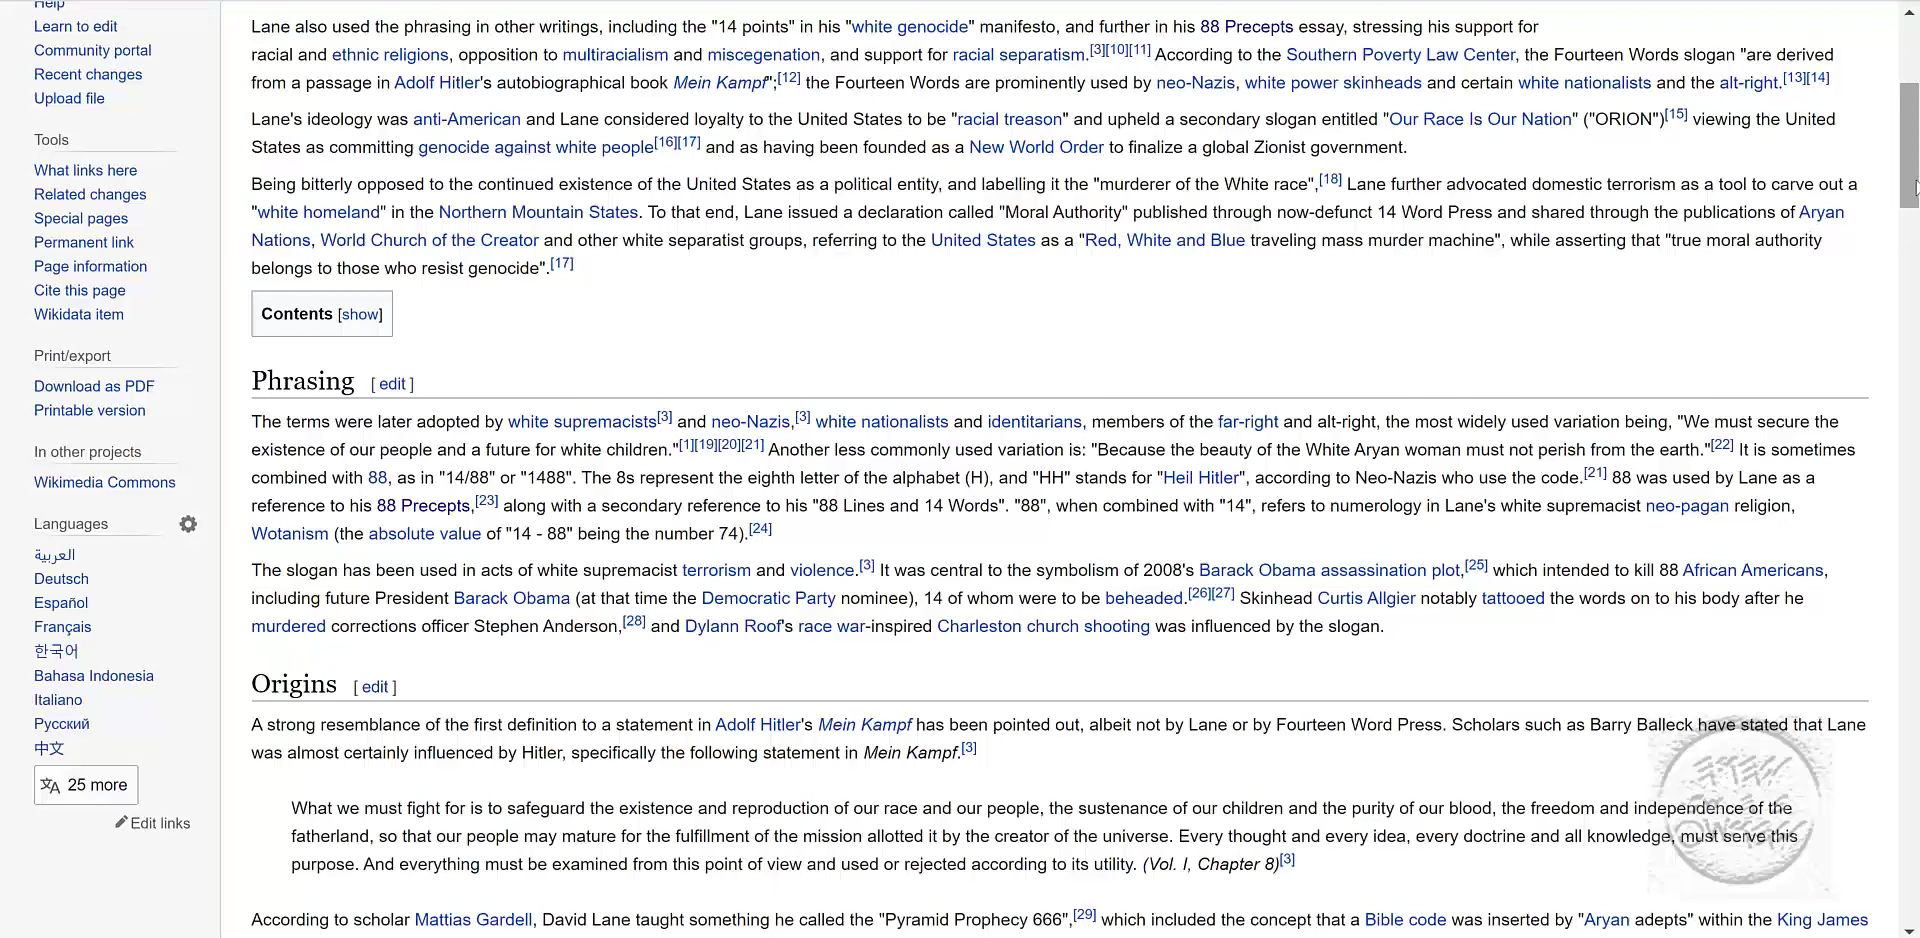 Help
Learn to edit
Community portal
Recent changes
Upload file
Tools
What links here
Related changes
Special pages
Permanent link
Page information
Cite this page
Wikidata item
Print/export
Download as PDF
Printable version
In other projects
Wikimedia Commons
Languages
العربية
Deutsch
Español
Français
한국어
Bahasa Indonesia
Italiano
Русский
中文
25 more
Edit links
Lane also used the phrasing in other writings, including the "14 points" in his "white genocide" manifesto, and further in his 88 Precepts essay, stressing his support for
racial and ethnic religions, opposition to multiracialism and miscegenation, and support for racial separatism.[3][10][11] According to the Southern Poverty Law Center, the Fourteen Words slogan "are derived
from a passage in Adolf Hitler's autobiographical book Mein Kampf";[12] the Fourteen Words are prominently used by neo-Nazis, white power skinheads and certain white nationalists and the alt-right.[13][14]
Lane's ideology was anti-American and Lane considered loyalty to the United States to be "racial treason" and upheld a secondary slogan entitled "Our Race Is Our Nation" ("ORION")[15] viewing the United
States as committing genocide against white people[16][17] and as having been founded as a New World Order to finalize a global Zionist government.
Being bitterly opposed to the continued existence of the United States as a political entity, and labelling it the "murderer of the White race",[18] Lane further advocated domestic terrorism as a tool to carve out a
"white homeland" in the Northern Mountain States. To that end, Lane issued a declaration called "Moral Authority" published through now-defunct 14 Word Press and shared through the publications of Aryan
Nations, World Church of the Creator and other white separatist groups, referring to the United States as a "Red, White and Blue traveling mass murder machine", while asserting that "true moral authority
belongs to those who resist genocide".[17]
Contents [show]
Phrasing [ edit ]
The terms were later adopted by white supremacists[3] and neo-Nazis,[3] white nationalists and identitarians, members of the far-right and alt-right, the most widely used variation being, "We must secure the
existence of our people and a future for white children."[1][19][20][21] Another less commonly used variation is: "Because the beauty of the White Aryan woman must not perish from the earth."[22] It is sometimes
combined with 88, as in "14/88" or "1488". The 8s represent the eighth letter of the alphabet (H), and "HH" stands for "Heil Hitler", according to Neo-Nazis who use the code.[21] 88 was used by Lane as a
reference to his 88 Precepts,[23] along with a secondary reference to his "88 Lines and 14 Words". "88", when combined with "14", refers to numerology in Lane's white supremacist neo-pagan religion,
Wotanism (the absolute value of "14 - 88" being the number 74).[24]
The slogan has been used in acts of white supremacist terrorism and violence.[3] It was central to the symbolism of 2008's Barack Obama assassination plot,[25] which intended to kill 88 African Americans,
including future President Barack Obama (at that time the Democratic Party nominee), 14 of whom were to be beheaded.[26][27] Skinhead Curtis Allgier notably tattooed the words on to his body after he
murdered corrections officer Stephen Anderson,[28] and Dylann Roof's race war-inspired Charleston church shooting was influenced by the slogan.
Origins [ edit ]
A strong resemblance of the first definition to a statement in Adolf Hitler's Mein Kampf has been pointed out, albeit not by Lane or by Fourteen Word Press. Scholars such as Barry Balleck have stated that Lane
was almost certainly influenced by Hitler, specifically the following statement in Mein Kampf.[3]
What we must fight for is to safeguard the existence and reproduction of our race and our people, the sustenance of our children and the purity of our blood, the freedom and independence of the
fatherland, so that our people may mature for the fulfillment of the mission allotted it by the creator of the universe. Every thought and every idea, every doctrine and all knowledge, must serve this
purpose. And everything must be examined from this point of view and used or rejected according to its utility. (Vol. I, Chapter 8)[3]
According to scholar Mattias Gardell, David Lane taught something he called the "Pyramid Prophecy 666",[29] which included the concept that a Bible code was inserted by "Aryan adepts" within the King James